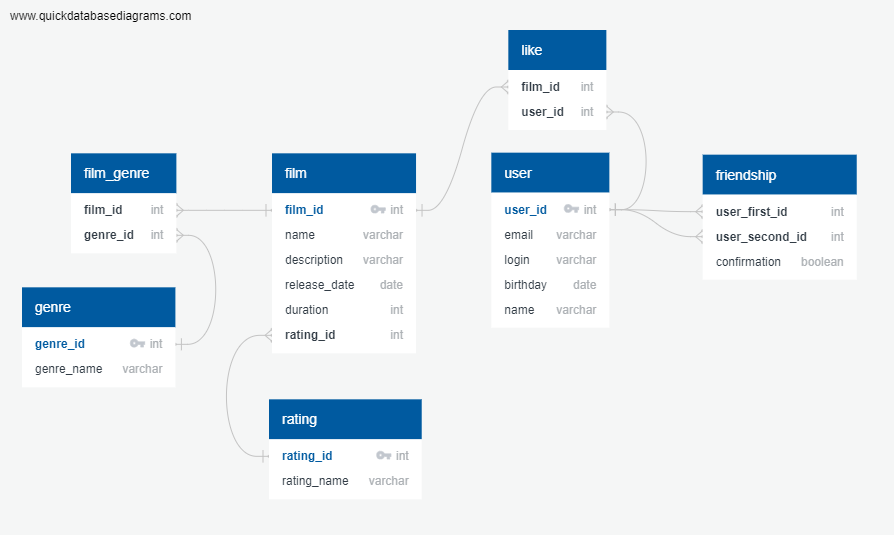 www.quickdatabasediagrams.com
like
film_id int
user_id int
film_genre
film_id int
genre_id int
film
film_id int
name varchar
description varchar
release_date date
duration int
rating_id int
user
user_id int
email varchar
login varchar
birthday date
name varchar
friendship
user_first_id int
user_second_id int
confirmation boolean
genre
genre_id int
genre_name varchar
rating
rating_id int
rating_name varchar